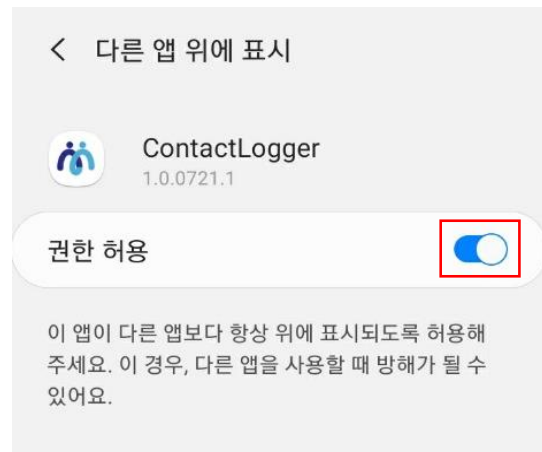 다른 앱 위에 표시
ContactLogger
1.0.0721.1
권한 허용
이 앱이 다른 앱보다 항상 위에 표시되도록 허용해
주세요. 이 경우, 다른 앱을 사용할 때 방해가 될 수
있어요.